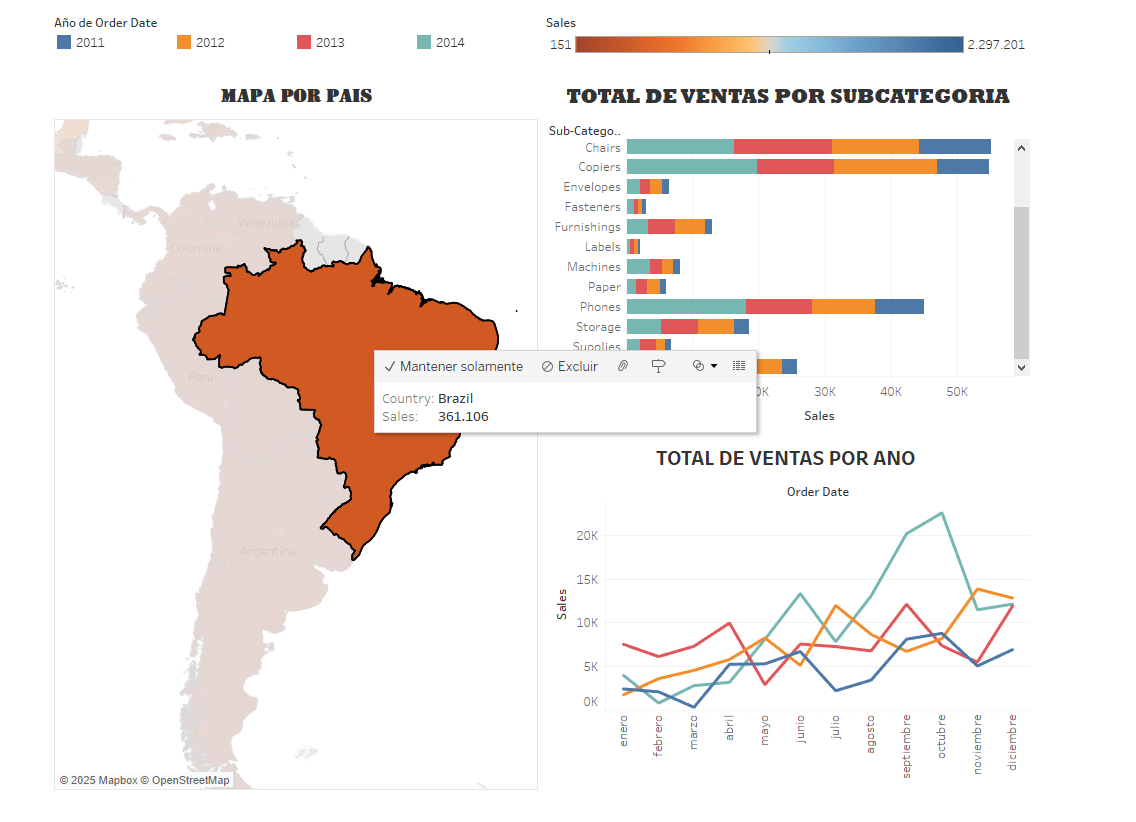 Año de Order Date
2011
2012
2013
2014
Sales
151
2.297.201
MAPA POR PAIS
Venezuela
Colombia
Perú
Argentina
© 2025 Mapbox © OpenStreetMap
Mantener solamente
Excluir
Country: Brazil
Sales: 361.106
TOTAL DE VENTAS POR SUBCATEGORIA
Sub-Catego..
Chairs
Copiers
Envelopes
Fasteners
Furnishings
Labels
Machines
Paper
Phones
Storage
Supplies
0K 30K 40K 50K
Sales
TOTAL DE VENTAS POR ANO
Order Date
20K
15K
10K
5K
0K
Sales
enero
febrero
marzo
abril
mayo
junio
julio
agosto
septiembre
octubre
noviembre
diciembre